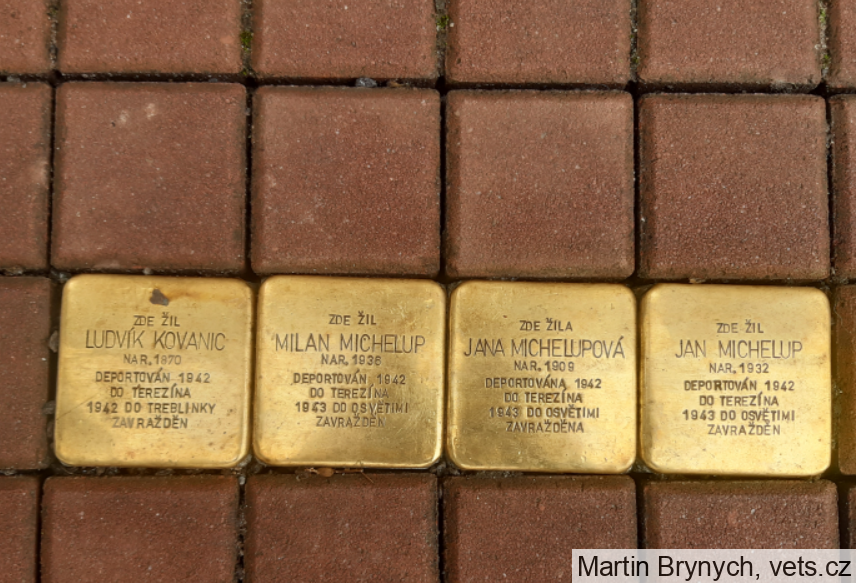 ZDE ŽIL
LUDVÍK KOVANIC
NAR. 1870
DEPORTOVÁN 1942
DO TEREZÍNA
1942 DO TREBLINKY
ZAVRAŽDĚN
ZDE ŽIL
MILAN MICHELUP
NAR. 1936
DEPORTOVÁN 1942
DO TEREZÍNA
1943 DO OSVĚTIMI
ZAVRAŽDĚN
ZDE ŽILA
JANA MICHELUPOVÁ
NAR. 1909
DEPORTOVÁNA 1942
DO TEREZÍNA
1943 DO OSVĚTIMI
ZAVRAŽDĚNA
ZDE ŽIL
JAN MICHELUP
NAR. 1932
DEPORTOVÁN 1942
DO TEREZÍNA
1943 DO OSVĚTIMI
ZAVRAŽDĚN
Martin Brynych, vets.cz